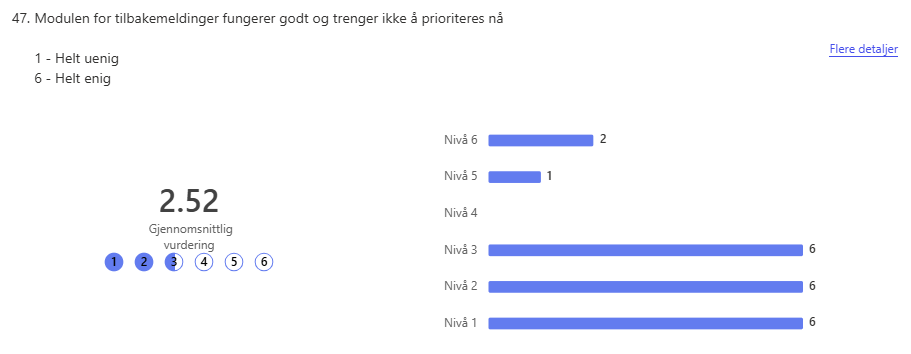 47. Modulen for tilbakemeldinger fungerer godt og trenger ikke å prioriteres nå
1 - Helt uenig
6 - Helt enig
Flere detaljer
2.52
Gjennomsnittlig
vurdering
1 2 3 4 5 6
Nivå 6 2
Nivå 5 1
Nivå 4
Nivå 3 6
Nivå 2 6
Nivå 1 6